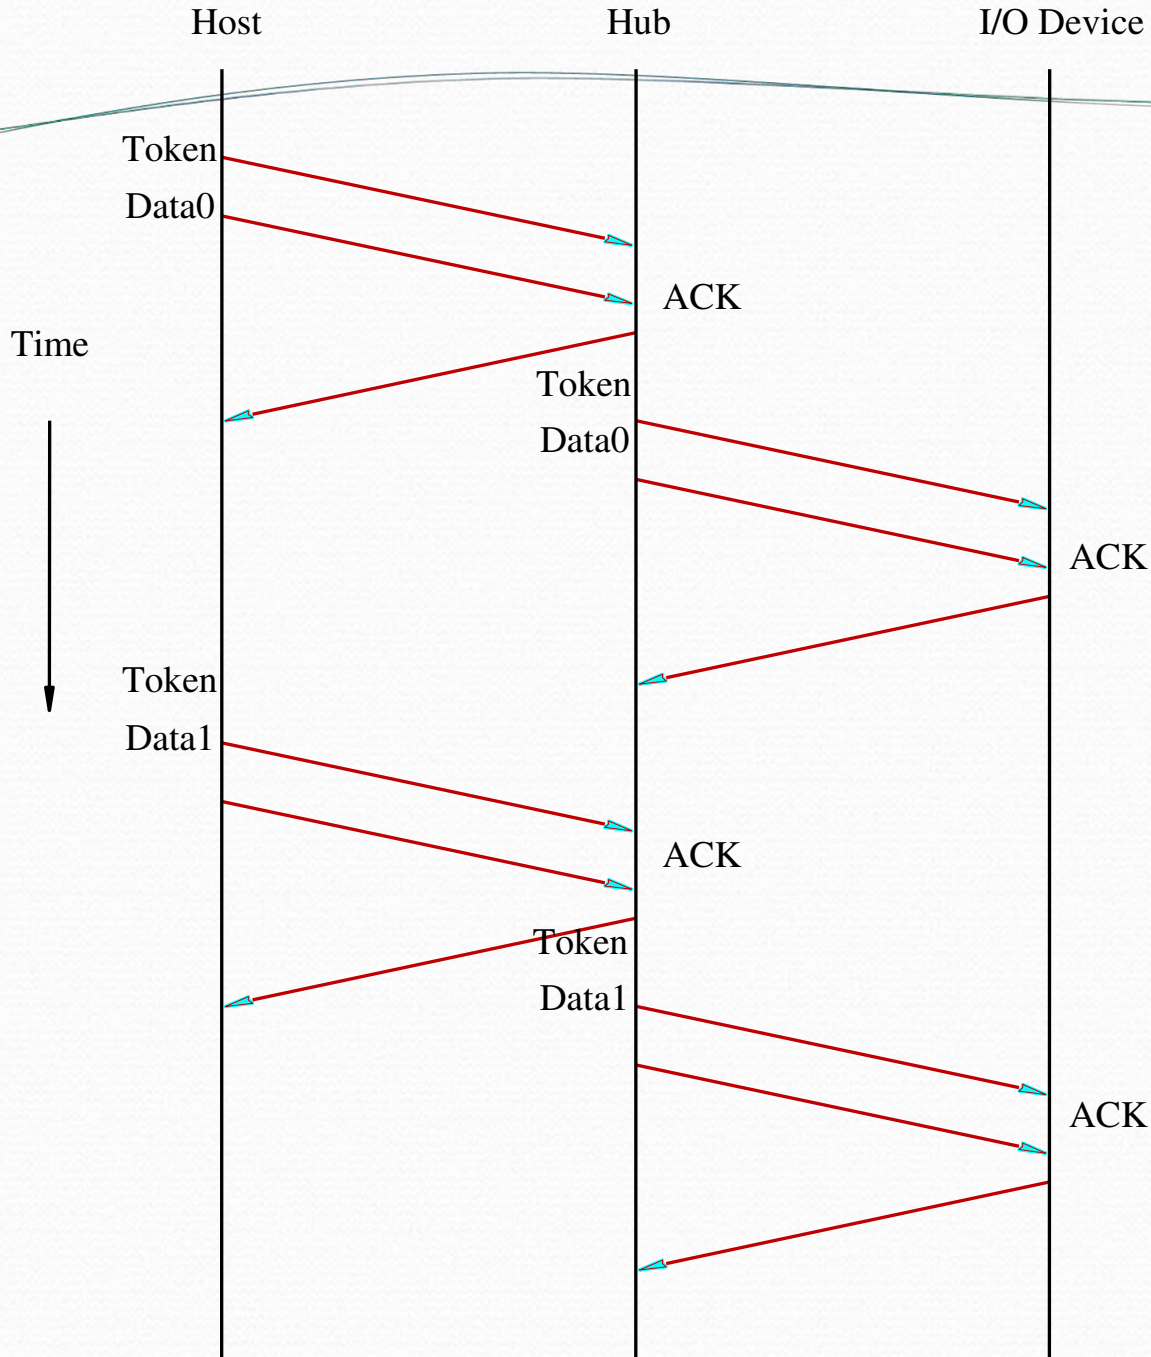 Host
Hub
I/O Device
Token
Data0
ACK
Time
Token
Data0
ACK
Token
Data1
ACK
Token
Data1
ACK